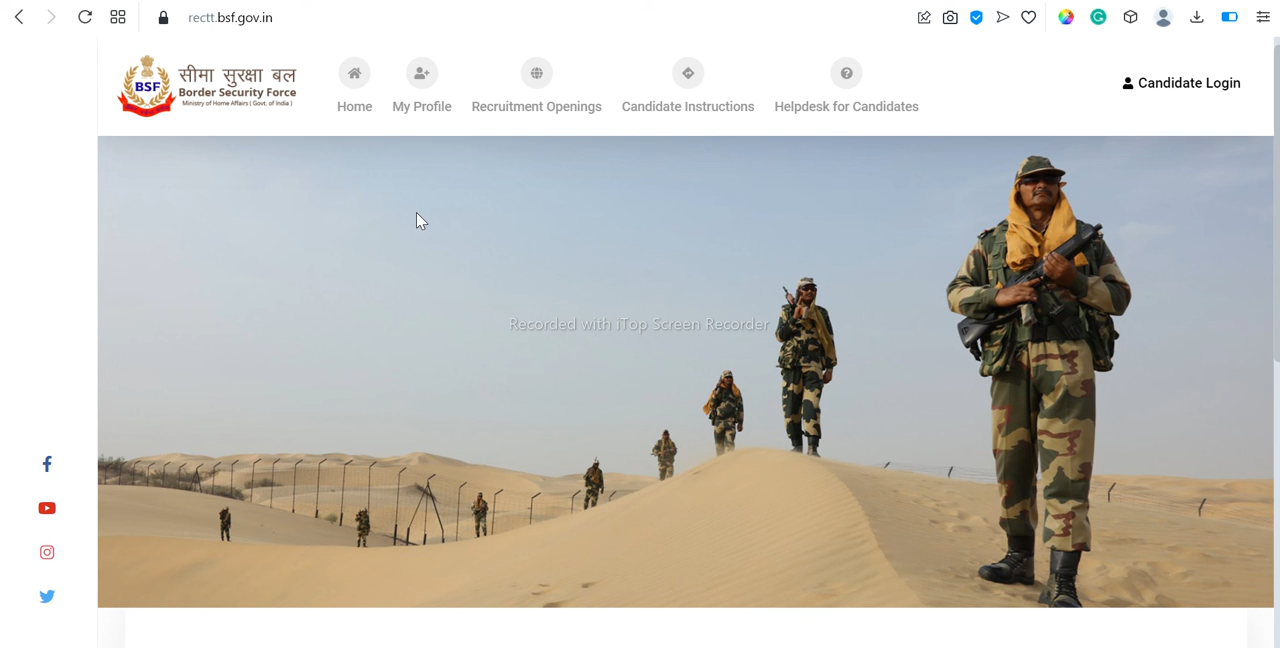 rectt.bsf.gov.in
BSF
सीमा सुरक्षा बल
Border Security Force
Ministry of Home Affairs ( Govt. of India )
Home
My Profile
Recruitment Openings
Candidate Instructions
Helpdesk for Candidates
Candidate Login
Recorded with iTop Screen Recorder